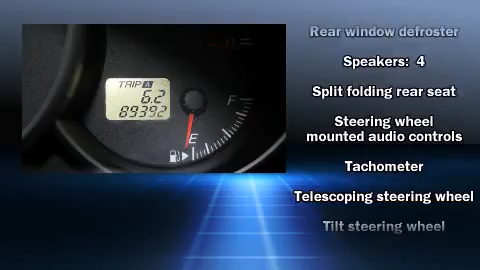 Rear window defroster
Speakers: 4
Split folding rear seat
Steering wheel
mounted audio controls
Tachometer
Telescoping steering wheel
Tilt steering wheel
TRIP A
6.2
89392
F
E